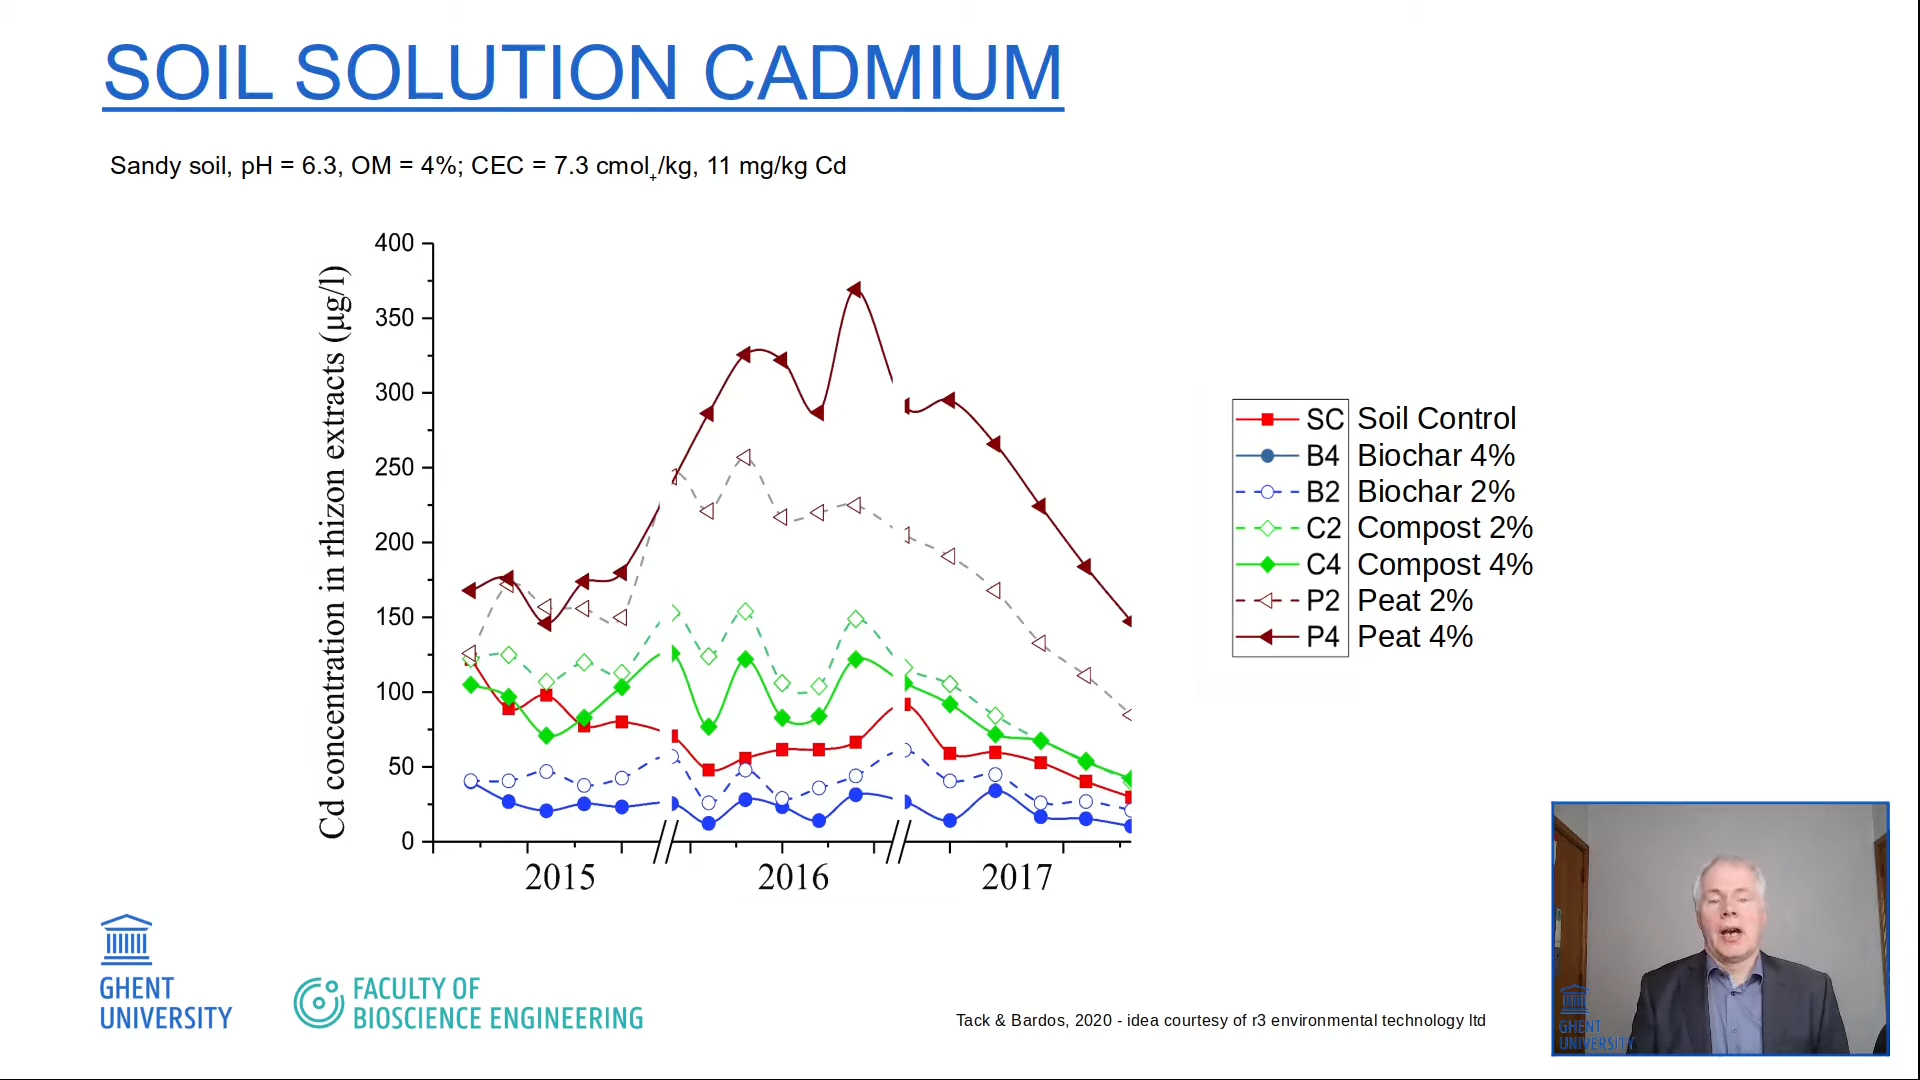 SOIL SOLUTION CADMIUM
Sandy soil, pH = 6.3, OM = 4%; CEC = 7.3 cmol+/kg, 11 mg/kg Cd
Cd concentration in rhizon extracts (µg/l)
400
350
300
250
200
150
100
50
0
2015 2016 2017
SC Soil Control
B4 Biochar 4%
B2 Biochar 2%
C2 Compost 2%
C4 Compost 4%
P2 Peat 2%
P4 Peat 4%
GHENT
UNIVERSITY
FACULTY OF
BIOSCIENCE ENGINEERING
Tack & Bardos, 2020 - idea courtesy of r3 environmental technology ltd
GHENT
UNIVERSITY